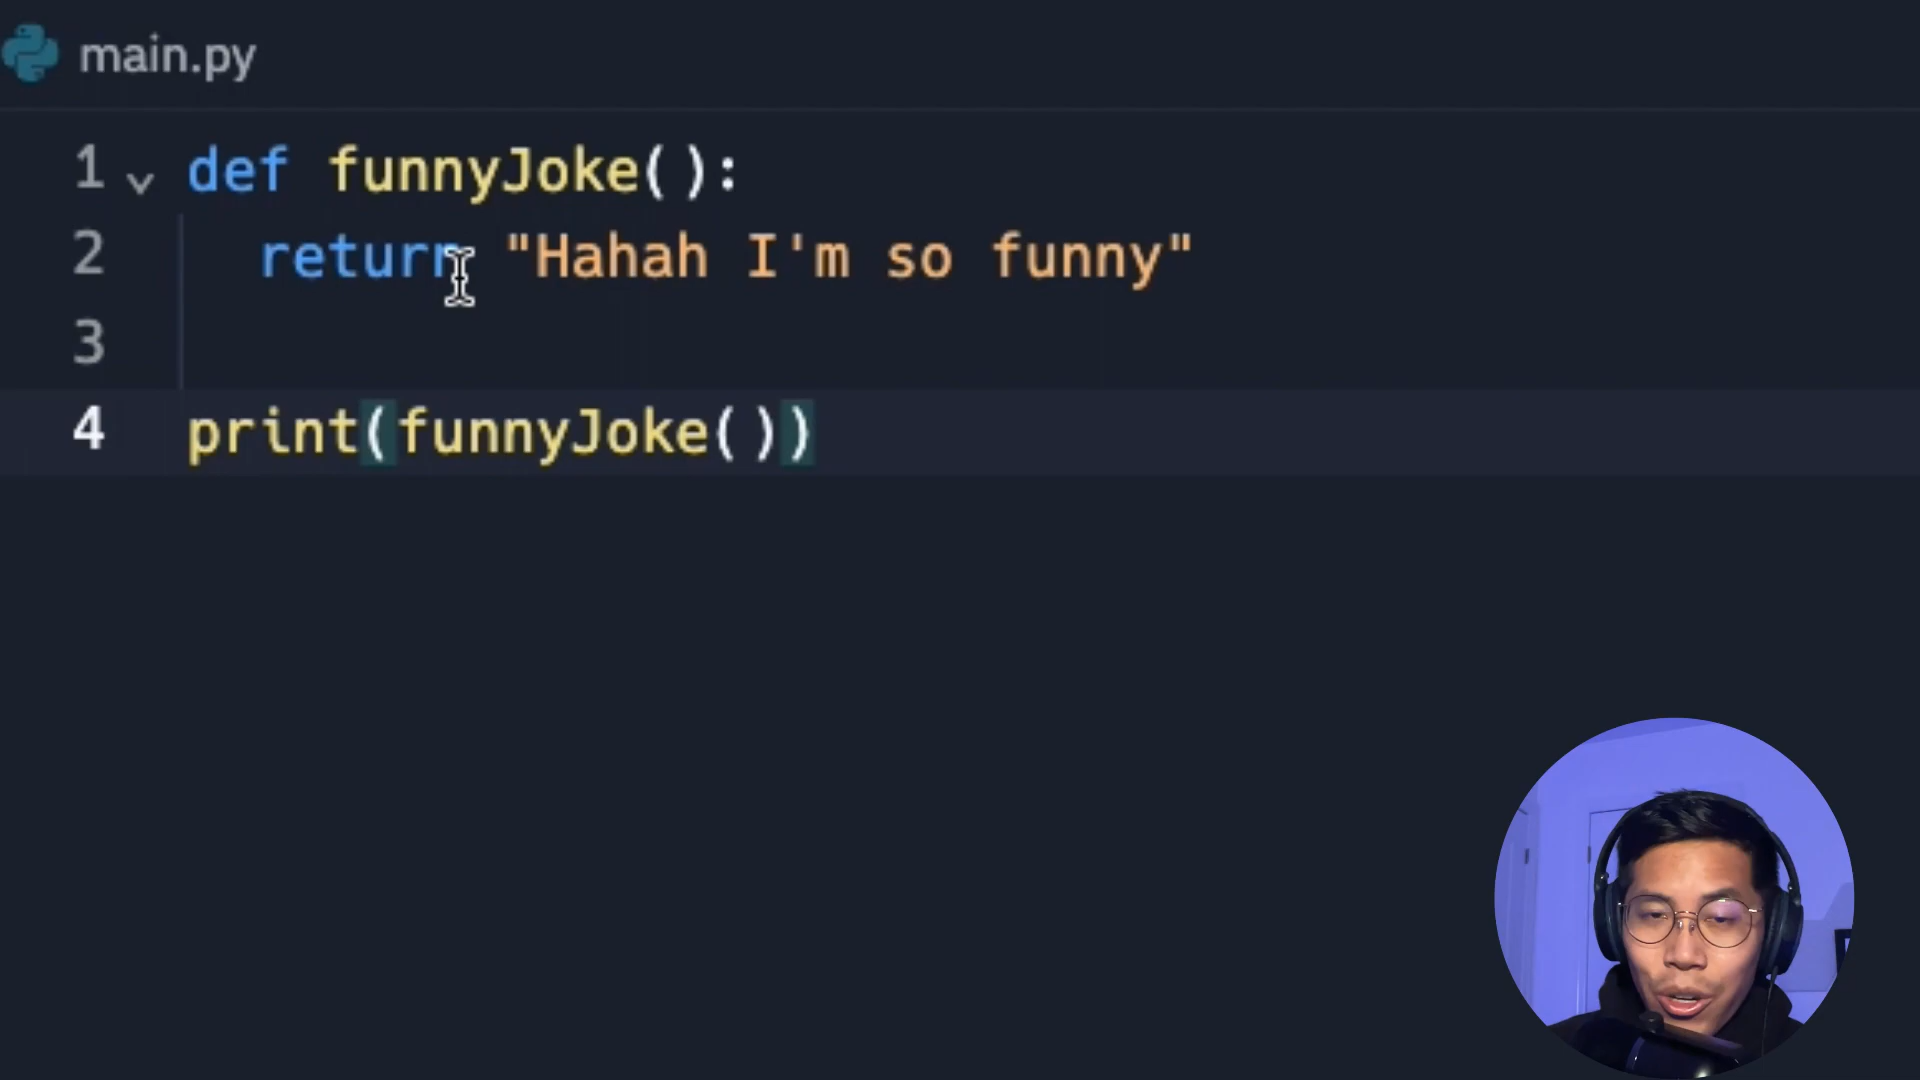 main.py
1 def funnyJoke():
2 return "Hahah I'm so funny"
3
4 print(funnyJoke())